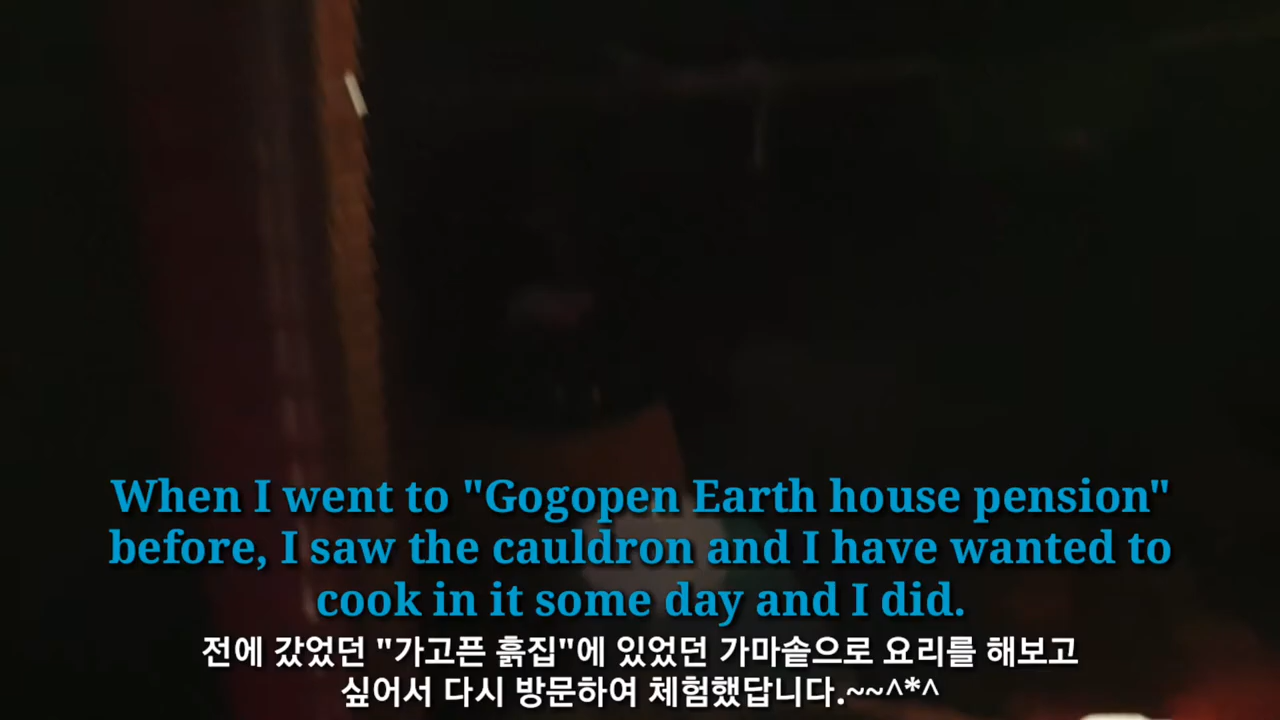 When I went to "Gogopen Earth house pension"
before, I saw the cauldron and I have wanted to
cook in it some day and I did.
전에 갔었던 "가고픈 흙집"에 있었던 가마솥으로 요리를 해보고
싶어서 다시 방문하여 체험했답니다.~~^*^